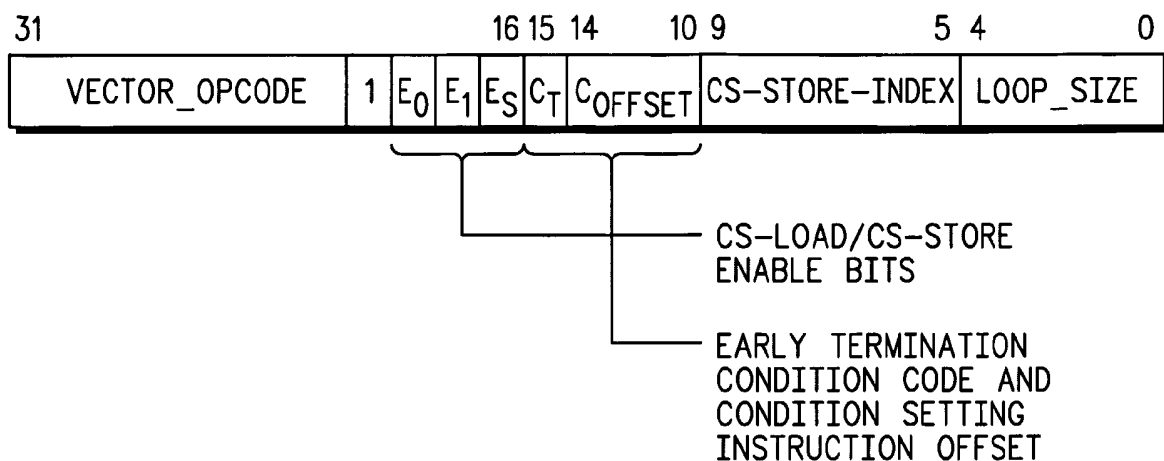 31 16 15 14 10 9 5 4 0
VECTOR_OPCODE 1 E0 E1 ES CT COFFSET CS-STORE-INDEX LOOP_SIZE
CS-LOAD/CS-STORE
ENABLE BITS
EARLY TERMINATION
CONDITION CODE AND
CONDITION SETTING
INSTRUCTION OFFSET